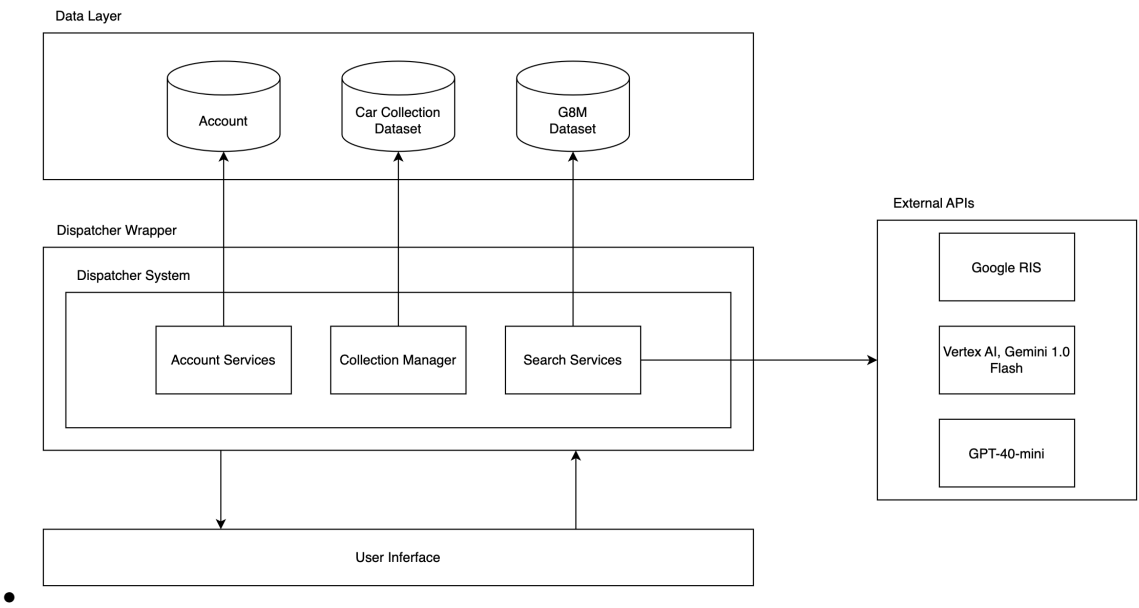 Data Layer
Account
Car Collection
Dataset
G8M
Dataset
External APIs
Dispatcher Wrapper
Google RIS
Dispatcher System
Account Services
Collection Manager
Search Services
Vertex AI, Gemini 1.0
Flash
GPT-40-mini
User Inferface